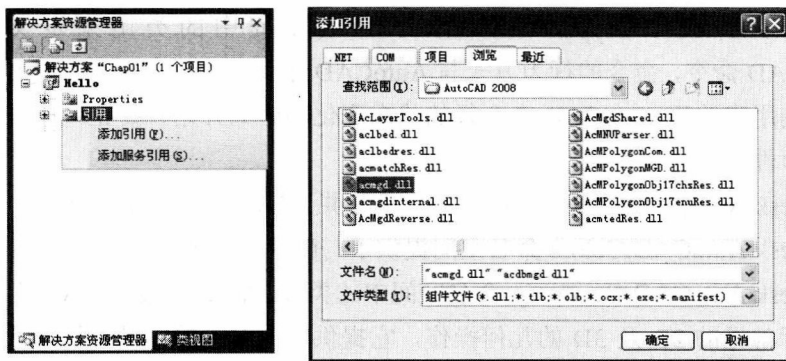 解决方案资源管理器
解决方案“Chap01”(1 个项目)
Hello
Properties
引用
添加引用(F)...
添加服务引用(S)...
解决方案资源管理器 类视图
添加引用
.NET COM 项目 浏览 最近
查找范围(I): AutoCAD 2008
AcLayerTools.dll
aclbed.dll
aclbedres.dll
acmatchRes.dll
acmgd.dll
acmgdinternal.dll
AcMgdReverse.dll
AcMgdShared.dll
AcMNUParser.dll
AcMPolygonCom.dll
AcMPolygonMGD.dll
AcMPolygonObj17chsRes.dll
AcMPolygonObj17enuRes.dll
acmtedRes.dll
文件名(N): "acmgd.dll" "acdbmgd.dll"
文件类型(T): 组件文件(*.dll;*.tlb;*.olb;*.ocx;*.exe;*.manifest)
确定 取消